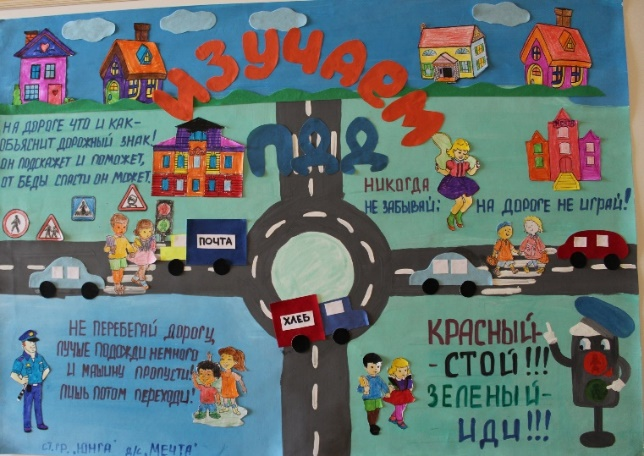 ИЗУЧАЕМ
ПДД
НА ДОРОГЕ ЧТО И КАК-
ОБЪЯСНИТ ДОРОЖНЫЙ ЗНАК!
ОН ПОДСКАЖЕТ И ПОМОЖЕТ,
ОТ БЕДЫ СПАСТИ ОН МОЖЕТ.
НИКОГДА
НЕ ЗАБЫВАЙ: НА ДОРОГЕ НЕ ИГРАЙ!
ПОЧТА
ХЛЕБ
НЕ ПЕРЕБЕГАЙ ДОРОГУ,
ЛУЧШЕ ПОДОЖДИ НЕМНОГО
И МАШИНУ ПРОПУСТИ!
ЛИШЬ ПОТОМ ПЕРЕХОДИ!
КРАСНЫЙ-
-СТОЙ!!!
ЗЕЛЕНЫЙ-
-ИДИ!!!
СТ.ГР. „ЮНГА" Д/С „МЕЧТА"